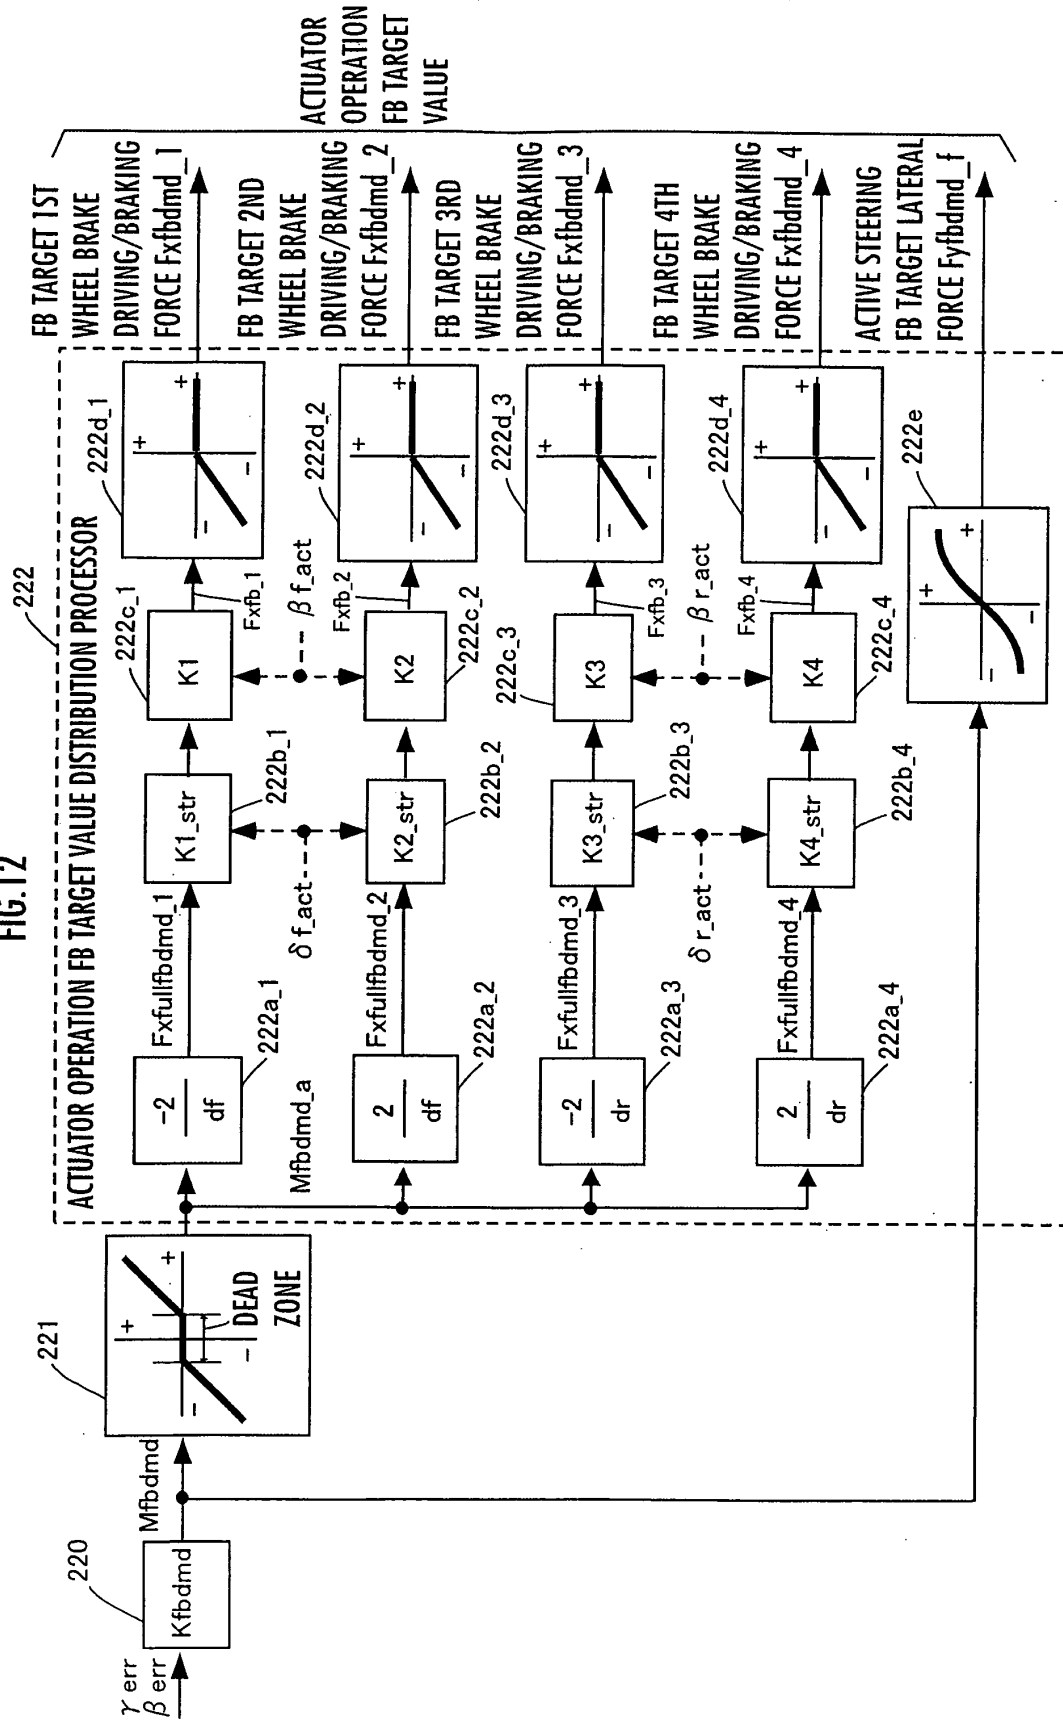 FIG.12
γ err
β err
220
Kfbdmd
Mfbdmd
221
+
+
−
−
DEAD
ZONE
222
ACTUATOR OPERATION FB TARGET VALUE DISTRIBUTION PROCESSOR
Mfbdmd_a
-2
df
222a_1
Fxfullfbdmd_1
K1_str
222b_1
K1
222c_1
Fxfb_1
222d_1
+
+
−
−
FB TARGET 1ST
WHEEL BRAKE
DRIVING/BRAKING
FORCE Fxfbdmd_1
δ f_act
β f_act
2
df
222a_2
Fxfullfbdmd_2
K2_str
222b_2
K2
222c_2
Fxfb_2
222d_2
+
+
−
−
FB TARGET 2ND
WHEEL BRAKE
DRIVING/BRAKING
FORCE Fxfbdmd_2
-2
dr
222a_3
Fxfullfbdmd_3
K3_str
222b_3
K3
222c_3
Fxfb_3
222d_3
+
+
−
−
FB TARGET 3RD
WHEEL BRAKE
DRIVING/BRAKING
FORCE Fxfbdmd_3
δ r_act
β r_act
2
dr
222a_4
Fxfullfbdmd_4
K4_str
222b_4
K4
222c_4
Fxfb_4
222d_4
+
+
−
−
FB TARGET 4TH
WHEEL BRAKE
DRIVING/BRAKING
FORCE Fxfbdmd_4
222e
+
+
−
−
ACTIVE STEERING
FB TARGET LATERAL
FORCE Fyfbdmd_f
ACTUATOR
OPERATION
FB TARGET
VALUE